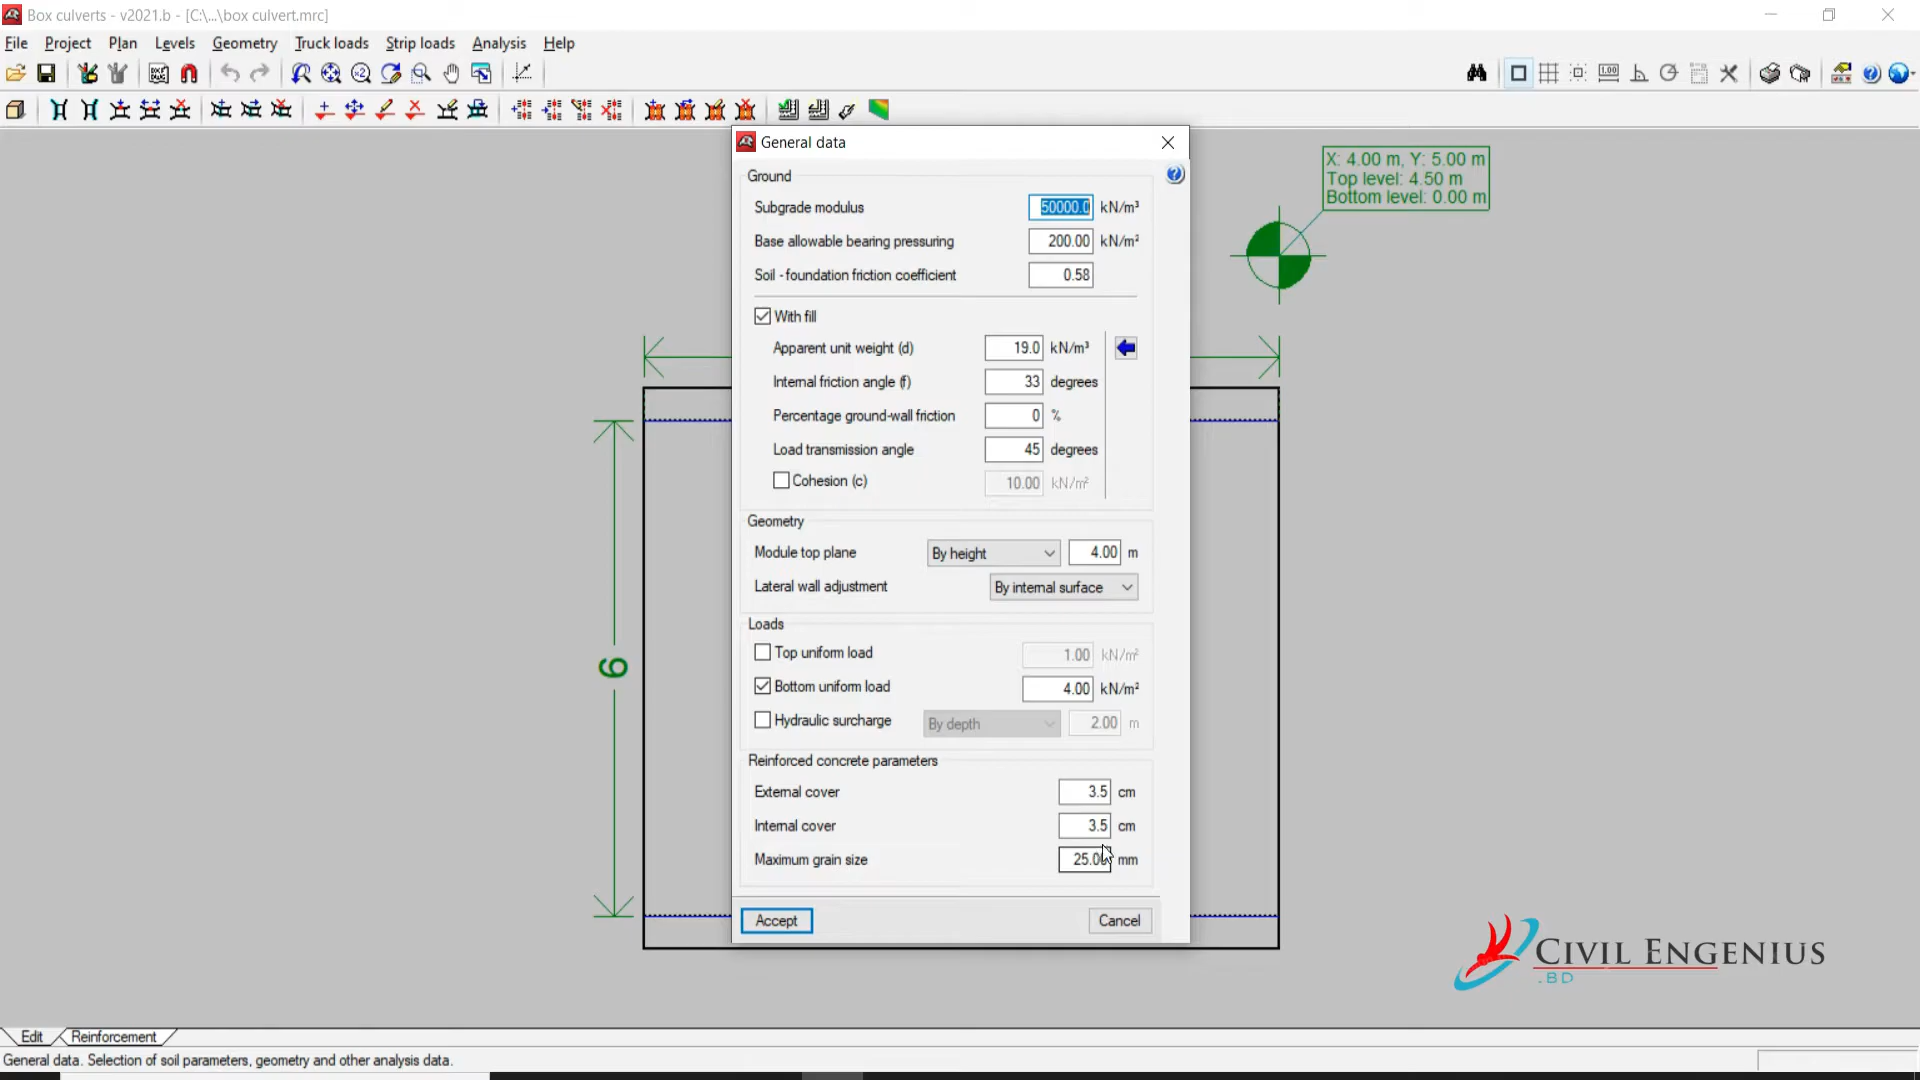 Box culverts - v2021.b - [C:\...\box culvert.mrc]
File Project Plan Levels Geometry Truck loads Strip loads Analysis Help
General data
X: 4.00 m, Y: 5.00 m
Top level: 4.50 m
Bottom level: 0.00 m
Ground
Subgrade modulus 50000.0 kN/m³
Base allowable bearing pressuring 200.00 kN/m²
Soil - foundation friction coefficient 0.58
With fill
Apparent unit weight (d) 19.0 kN/m³
Internal friction angle (f) 33 degrees
Percentage ground-wall friction 0 %
Load transmission angle 45 degrees
Cohesion (c) 10.00 kN/m²
Geometry
Module top plane By height 4.00 m
Lateral wall adjustment By internal surface
Loads
Top uniform load 1.00 kN/m²
Bottom uniform load 4.00 kN/m²
Hydraulic surcharge By depth 2.00 m
6
Reinforced concrete parameters
External cover 3.5 cm
Internal cover 3.5 cm
Maximum grain size 25.00 mm
Accept Cancel
CIVIL ENGENIUS
.BD
Edit Reinforcement
General data. Selection of soil parameters, geometry and other analysis data.